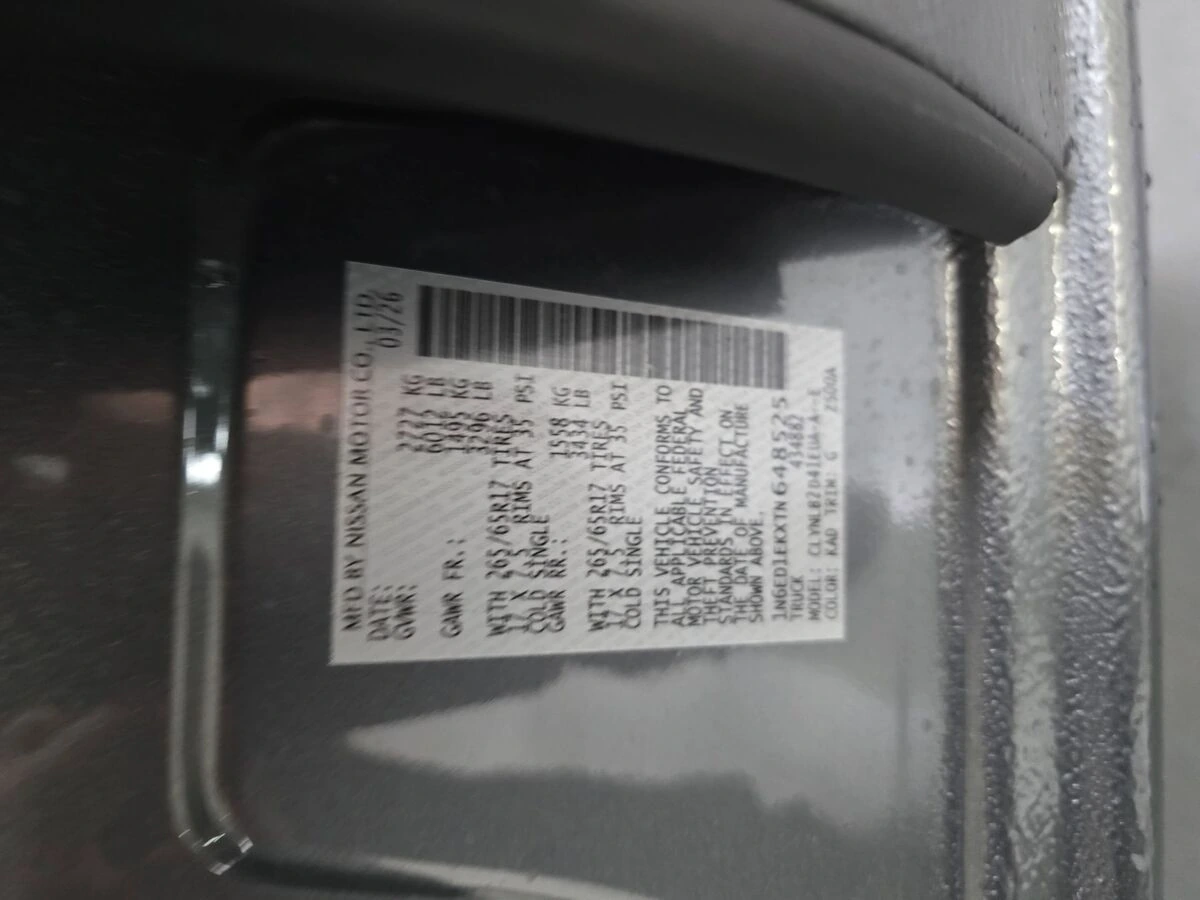 MFD BY NISSAN MOTOR CO., LTD.
DATE: 03/26
GVWR: 2727 KG
6012 LB
GAWR FR.: 1495 KG
3296 LB
WITH 265/65R17 TIRES
17 X 7.5 RIMS AT 35 PSI
COLD SINGLE
GAWR RR.: 1558 KG
3434 LB
WITH 265/65R17 TIRES
17 X 7.5 RIMS AT 35 PSI
COLD SINGLE
THIS VEHICLE CONFORMS TO
ALL APPLICABLE FEDERAL
MOTOR VEHICLE SAFETY AND
THEFT PREVENTION
STANDARDS IN EFFECT ON
THE DATE OF MANUFACTURE
SHOWN ABOVE.
1N6ED1EKXTN648525
TRUCK 434882
MODEL:
COLOR: KAD TRIM: G